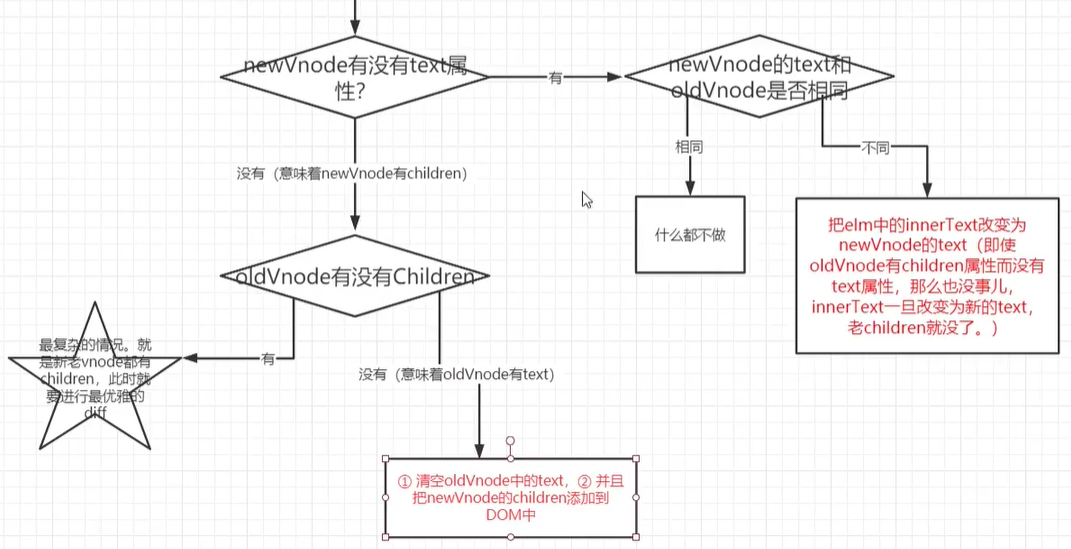 newVnode有没有text属
性？
有
newVnode的text和
oldVnode是否相同
相同
不同
没有（意味着newVnode有children）
什么都不做
把elm中的innerText改变为
newVnode的text（即使
oldVnode有children属性而没有
text属性，那么也没事儿，
innerText一旦改变为新的text，
老children就没了。）
oldVnode有没有Children
有
没有（意味着oldVnode有text）
最复杂的情况。就
是新老vnode都有
children，此时就
要进行最优雅的
diff
① 清空oldVnode中的text，② 并且
把newVnode的children添加到
DOM中